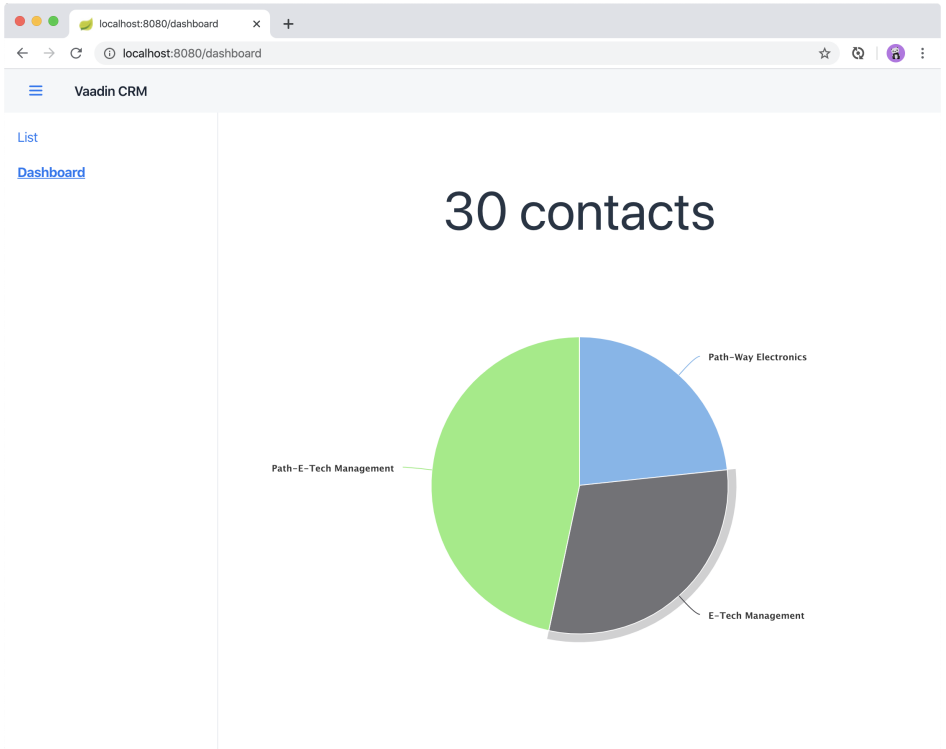 localhost:8080/dashboard
localhost:8080/dashboard
Vaadin CRM
List
Dashboard
30 contacts
Path-Way Electronics
Path-E-Tech Management
E-Tech Management